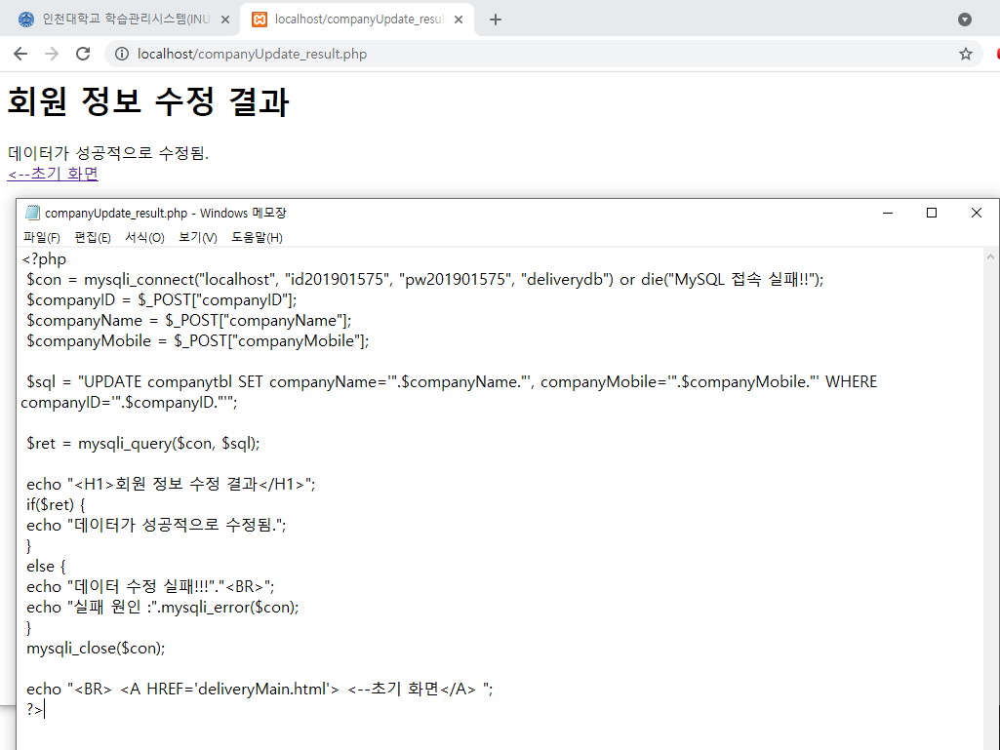 인천대학교 학습관리시스템(INU
localhost/companyUpdate_resul
localhost/companyUpdate_result.php
회원 정보 수정 결과
데이터가 성공적으로 수정됨.
<--초기 화면
companyUpdate_result.php - Windows 메모장
파일(F) 편집(E) 서식(O) 보기(V) 도움말(H)
<?php
$con = mysqli_connect("localhost", "id201901575", "pw201901575", "deliverydb") or die("MySQL 접속 실패!!");
$companyID = $_POST["companyID"];
$companyName = $_POST["companyName"];
$companyMobile = $_POST["companyMobile"];
$sql = "UPDATE companytbl SET companyName='".$companyName."', companyMobile='".$companyMobile."' WHERE
companyID='".$companyID."'";
$ret = mysqli_query($con, $sql);
echo "<H1>회원 정보 수정 결과</H1>";
if($ret) {
echo "데이터가 성공적으로 수정됨.";
}
else {
echo "데이터 수정 실패!!!"."<BR>";
echo "실패 원인 :".mysqli_error($con);
}
mysqli_close($con);
echo "<BR> <A HREF='deliveryMain.html'> <--초기 화면</A> ";
?>